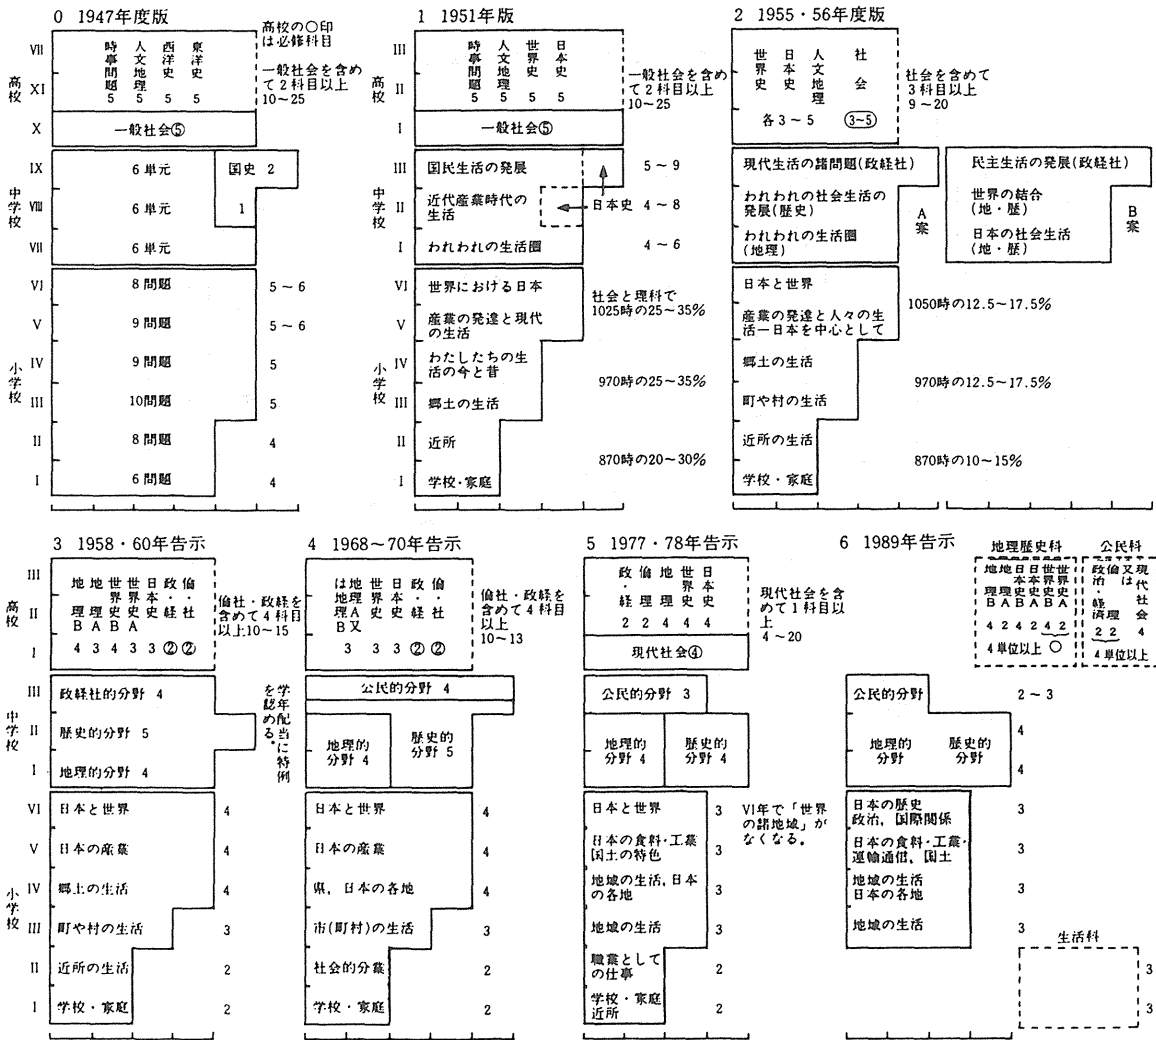 0 1947年度版
高校の○印
は必修科目
一般社会を含め
て2科目以上
10～25
高校
VII
XI
X
時事問題 5
人文地理 5
西洋史 5
東洋史 5
一般社会⑤
中学校
IX
VIII
VII
6単元
国史 2
6単元
1
6単元
小学校
VI
8問題
5～6
V
9問題
5～6
IV
9問題
5
III
10問題
5
II
8問題
4
I
6問題
4
1 1951年版
高校
III
II
I
時事問題 5
人文地理 5
世界史 5
日本史 5
一般社会を含め
て2科目以上
10～25
一般社会⑤
中学校
III
国民生活の発展
5～9
II
近代産業時代の
生活
日本史
4～8
I
われわれの生活圏
4～6
小学校
VI
世界における日本
社会と理科で
1025時の25～35%
V
産業の発達と現代
の生活
IV
わたしたちの生
活の今と昔
970時の25～35%
III
郷土の生活
II
近所
870時の20～30%
I
学校・家庭
2 1955・56年度版
世界史
日本史
人文地理
各3～5
社会
3~5
社会を含めて
3科目以上
9～20
現代生活の諸問題(政経社)
われわれの社会生活の
発展(歴史)
われわれの生活圏
(地理)
A案
民主生活の発展(政経社)
世界の結合
(地・歴)
日本の社会生活
(地・歴)
B案
日本と世界
1050時の12.5～17.5%
産業の発達と人々の生
活―日本を中心として
郷土の生活
970時の12.5～17.5%
町や村の生活
近所の生活
870時の10～15%
学校・家庭
3 1958・60年告示
高校
III
II
I
地理B 4
地理A 3
世界史B 4
世界史A 3
日本史 3
政・経 ②
倫・社 ②
倫社・政経を
含めて4科目
以上10～15
中学校
III
政経社的分野 4
II
歴史的分野 5
I
地理的分野 4
学年配当に特例
を認める。
小学校
VI
日本と世界
4
V
日本の産業
4
IV
郷土の生活
4
III
町や村の生活
3
II
近所の生活
2
I
学校・家庭
2
4 1968～70年告示
地理A又
は地理B 3
世界史 3
日本史 3
政・経 ②
倫・社 ②
倫社・政経を
含めて4科目
以上
10～13
公民的分野 4
地理的
分野 4
歴史的
分野 5
日本と世界
4
日本の産業
4
県，日本の各地
4
市(町村)の生活
3
社会的分業
2
学校・家庭
2
5 1977・78年告示
政・経 2
倫理 2
地理 4
世界史 4
日本史 4
現代社会を含
めて1科目以
上
4～20
現代社会④
公民的分野 3
地理的
分野 4
歴史的
分野 4
日本と世界
3
VI年で「世界
の諸地域」が
なくなる。
日本の食料・工業
国土の特色
3
地域の生活，日本
の各地
3
地域の生活
3
職業として
の仕事
2
学校・家庭
近所
2
6 1989年告示
地理歴史科
地理B 4
地理A 2
日本史B 4
日本史A 2
世界史B 4
世界史A 2
4単位以上
○
公民科
政治・経済 2
倫理 2
又は
現代社会 4
4単位以上
公民的分野
2～3
地理的
分野
歴史的
分野
4
4
日本の歴史
政治，国際関係
3
日本の食料・工業・
運輸通信，国土
3
地域の生活
日本の各地
3
地域の生活
3
生活科
3
3